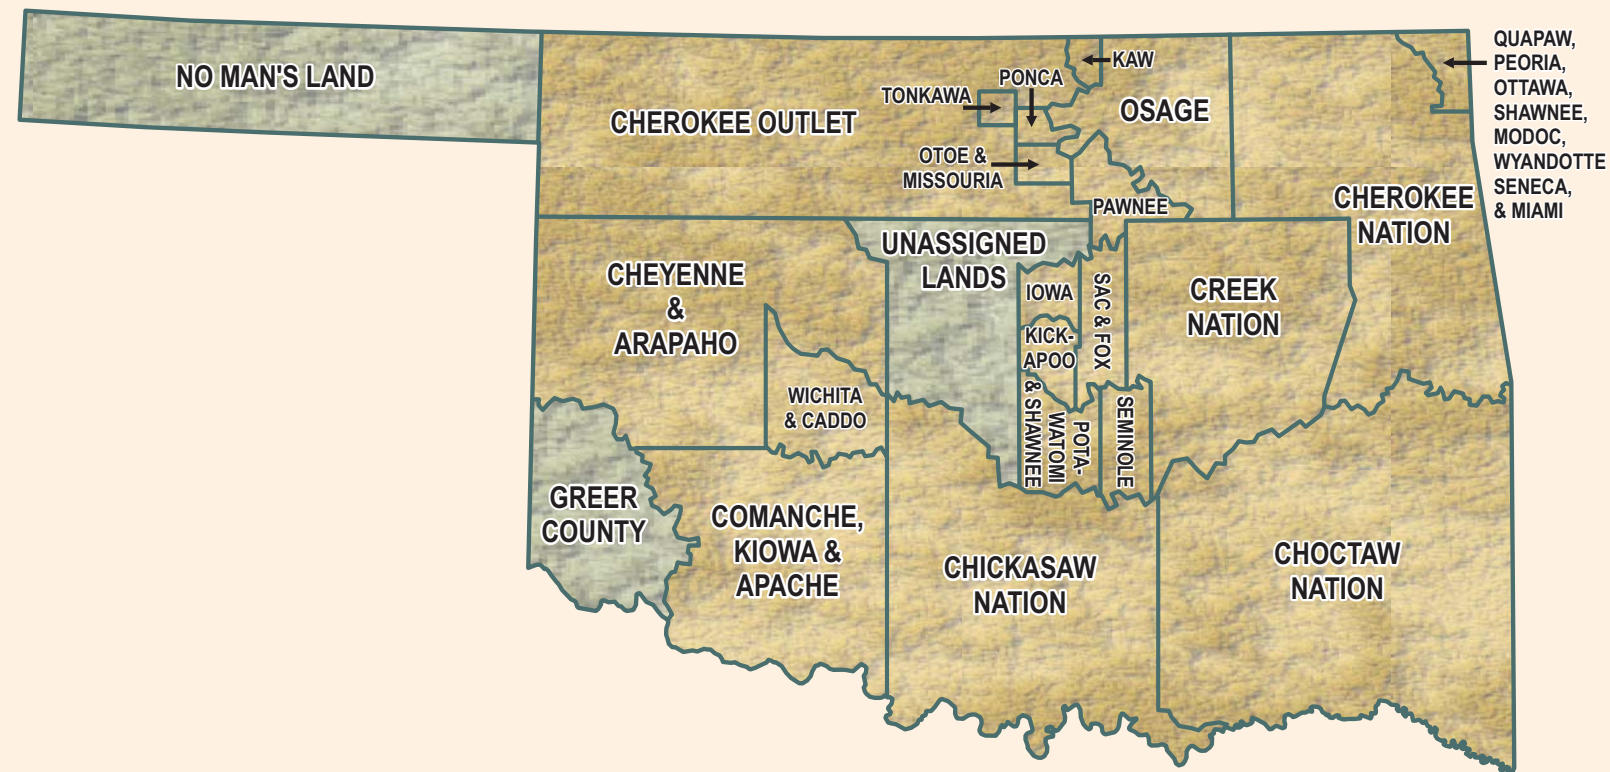 NO MAN'S LAND
CHEROKEE OUTLET
TONKAWA
PONCA
KAW
OSAGE
OTOE &
MISSOURIA
PAWNEE
CHEROKEE
NATION
QUAPAW,
PEORIA,
OTTAWA,
SHAWNEE,
MODOC,
WYANDOTTE
SENECA,
& MIAMI
CHEYENNE
&
ARAPAHO
UNASSIGNED
LANDS
IOWA
SAC & FOX
KICK-
APOO
CREEK
NATION
WICHITA
& CADDO
POTA-
WATOMI
& SHAWNEE
SEMINOLE
GREER
COUNTY
COMANCHE,
KIOWA &
APACHE
CHICKASAW
NATION
CHOCTAW
NATION